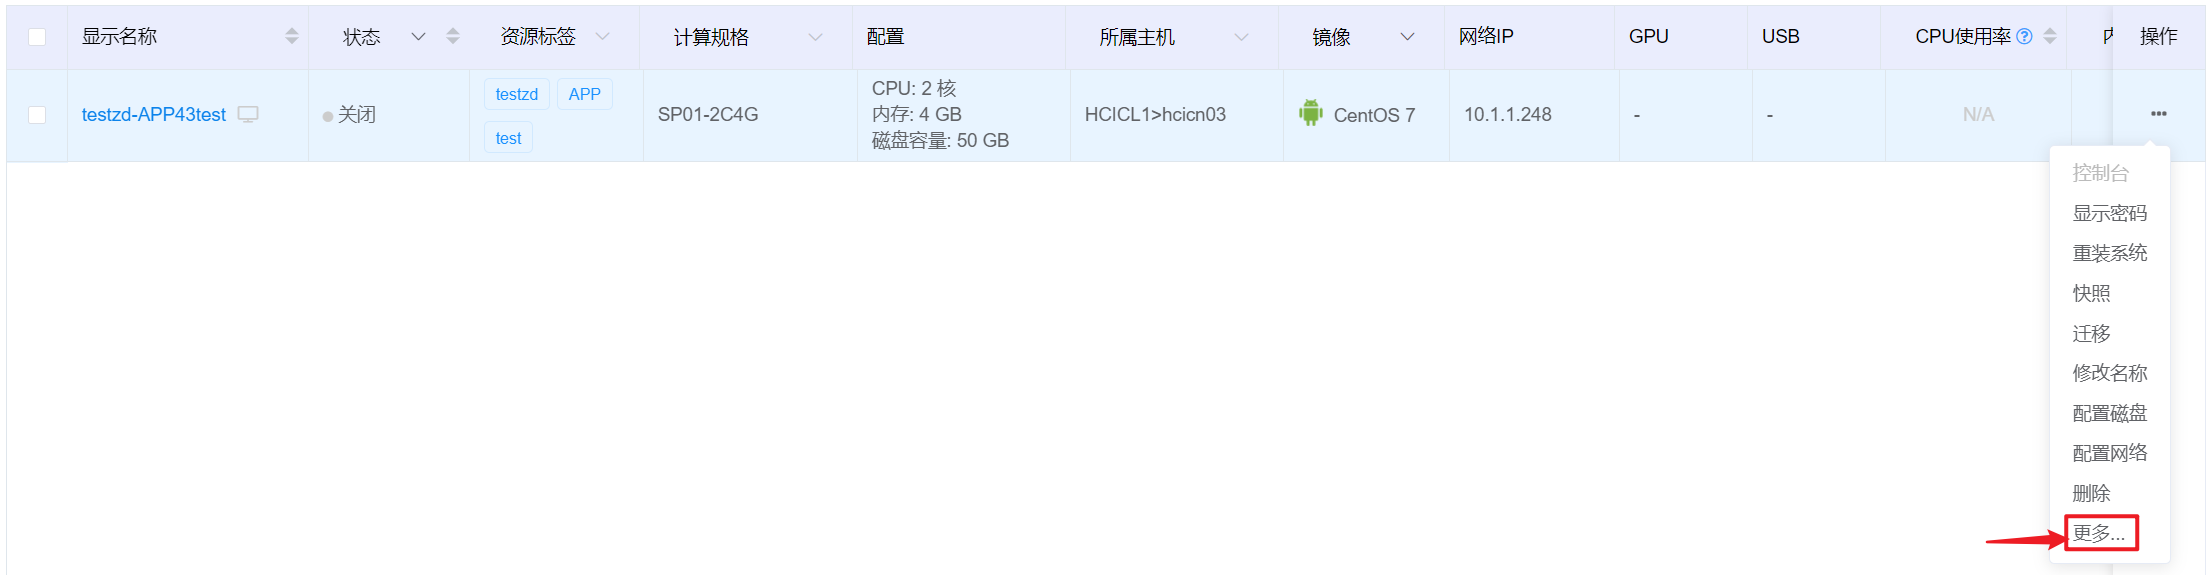 显示名称 状态 资源标签 计算规格 配置 所属主机 镜像 网络IP GPU USB CPU使用率 操作
testzd-APP43test 关闭 testzd APP SP01-2C4G CPU: 2 核 HCICL1>hcicn03 CentOS 7 10.1.1.248 - - N/A •••
内存: 4 GB
test 磁盘容量: 50 GB
控制台
显示密码
重装系统
快照
迁移
修改名称
配置磁盘
配置网络
删除
更多...